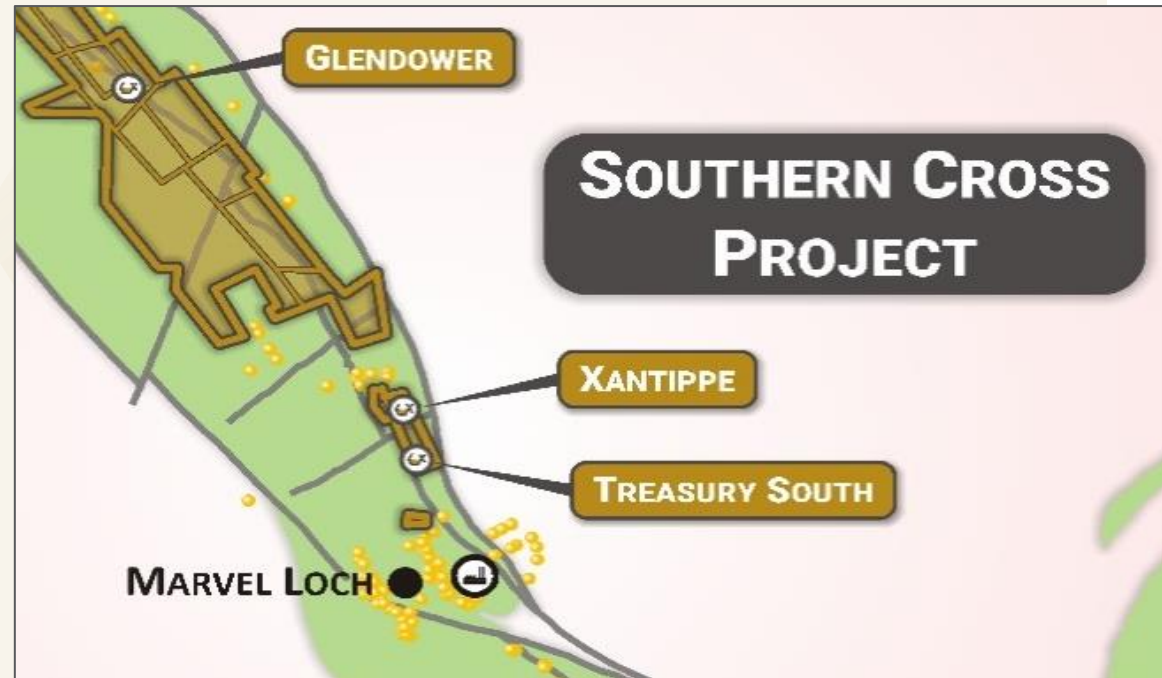 GLENDOWER
SOUTHERN CROSS
PROJECT
XANTIPPE
TREASURY SOUTH
MARVEL LOCH